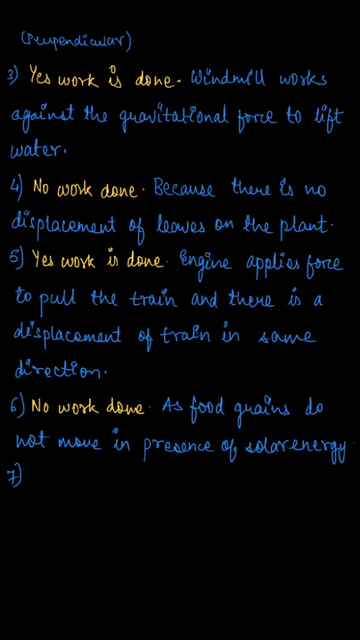 (Perpendicular)
3) Yes work is done. Windmill works
against the gravitational force to lift
water.
4) No work done. Because there is no
displacement of leaves on the plant.
5) Yes work is done. Engine applies force
to pull the train and there is a
displacement of train in same
direction.
6) No work done. As food grains do
not move in presence of solar energy.
7)